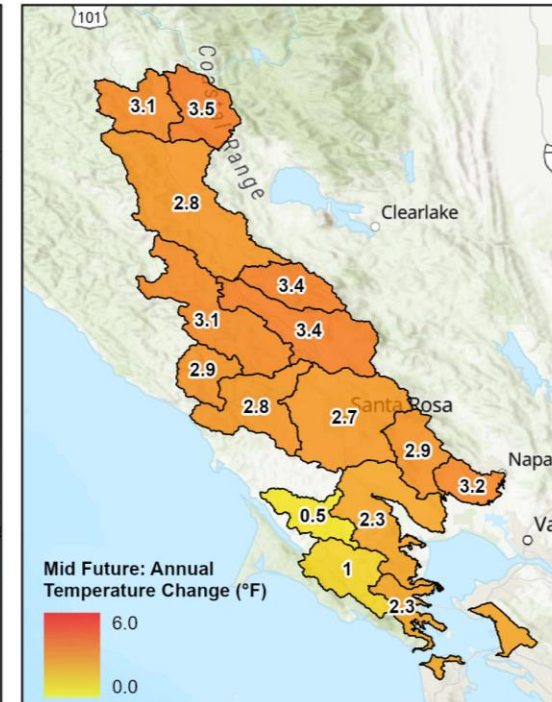 101
Coastal Range
3.1
3.5
2.8
Clearlake
3.4
3.1
3.4
2.9
2.8
2.7
Santa Rosa
2.9
Napa
3.2
0.5
2.3
Va
1
2.3
Mid Future: Annual
Temperature Change (°F)
6.0
0.0